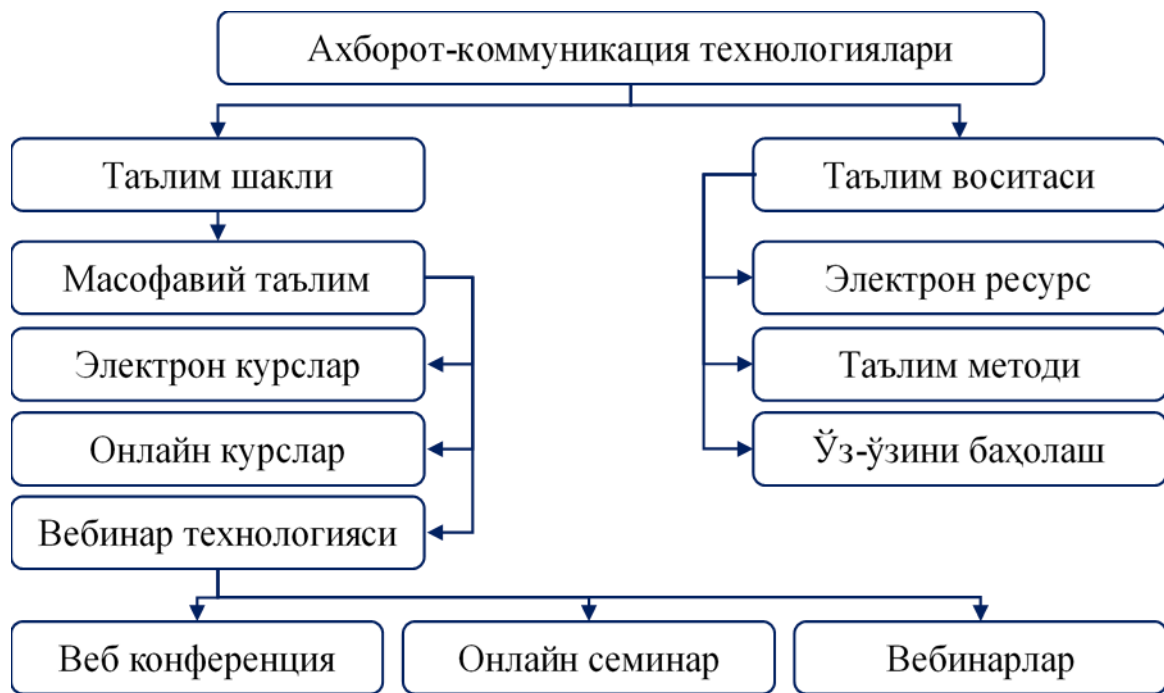 Ахборот-коммуникация технологиялари
Таълим шакли
Таълим воситаси
Масофавий таълим
Электрон ресурс
Электрон курслар
Таълим методи
Онлайн курслар
Ўз-ўзини баҳолаш
Вебинар технологияси
Веб конференция
Онлайн семинар
Вебинарлар